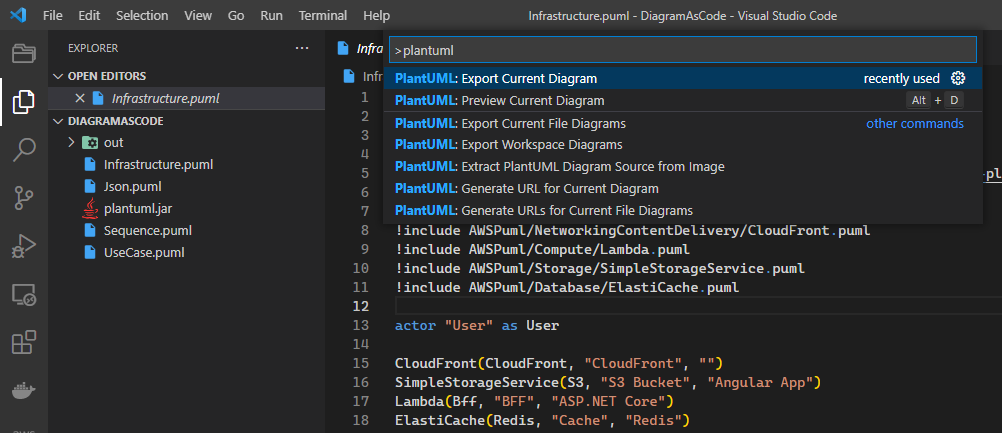 File Edit Selection View Go Run Terminal Help Infrastructure.puml - DiagramAsCode - Visual Studio Code
EXPLORER
OPEN EDITORS
Infrastructure.puml
DIAGRAMASCODE
out
Infrastructure.puml
Json.puml
plantuml.jar
Sequence.puml
UseCase.puml
Infra
Infr
>plantuml
PlantUML: Export Current Diagram recently used
PlantUML: Preview Current Diagram Alt + D
PlantUML: Export Current File Diagrams other commands
PlantUML: Export Workspace Diagrams
PlantUML: Extract PlantUML Diagram Source from Image
PlantUML: Generate URL for Current Diagram
PlantUML: Generate URLs for Current File Diagrams
1
2
3
4
5 -pl
6
7
8 !include AWSPuml/NetworkingContentDelivery/CloudFront.puml
9 !include AWSPuml/Compute/Lambda.puml
10 !include AWSPuml/Storage/SimpleStorageService.puml
11 !include AWSPuml/Database/ElastiCache.puml
12
13 actor "User" as User
14
15 CloudFront(CloudFront, "CloudFront", "")
16 SimpleStorageService(S3, "S3 Bucket", "Angular App")
17 Lambda(Bff, "BFF", "ASP.NET Core")
18 ElastiCache(Redis, "Cache", "Redis")